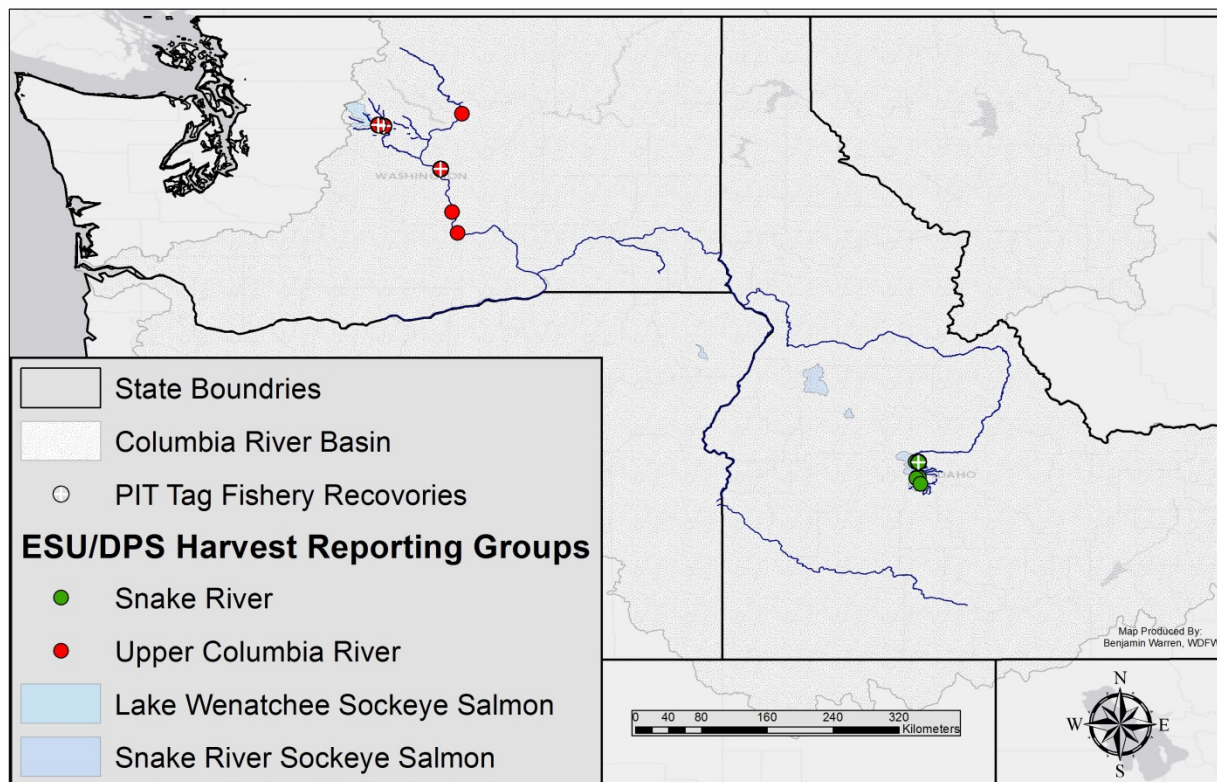 WASHINGTON
DAHO
State Boundries
Columbia River Basin
PIT Tag Fishery Recovories
ESU/DPS Harvest Reporting Groups
Snake River
Upper Columbia River
Lake Wenatchee Sockeye Salmon
Snake River Sockeye Salmon
Map Produced By:
Benjamin Warren, WDFW
0 40 80 160 240 320
Kilometers
N
W E
S